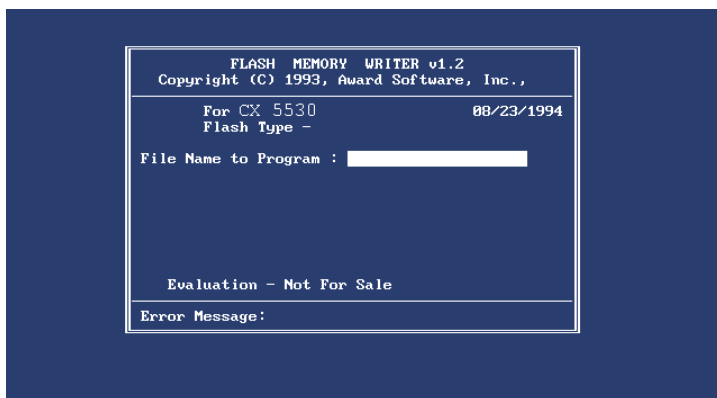 FLASH MEMORY WRITER v1.2
Copyright (C) 1993, Award Software, Inc.,
For CX 5530 08/23/1994
Flash Type -
File Name to Program :
Evaluation - Not For Sale
Error Message: